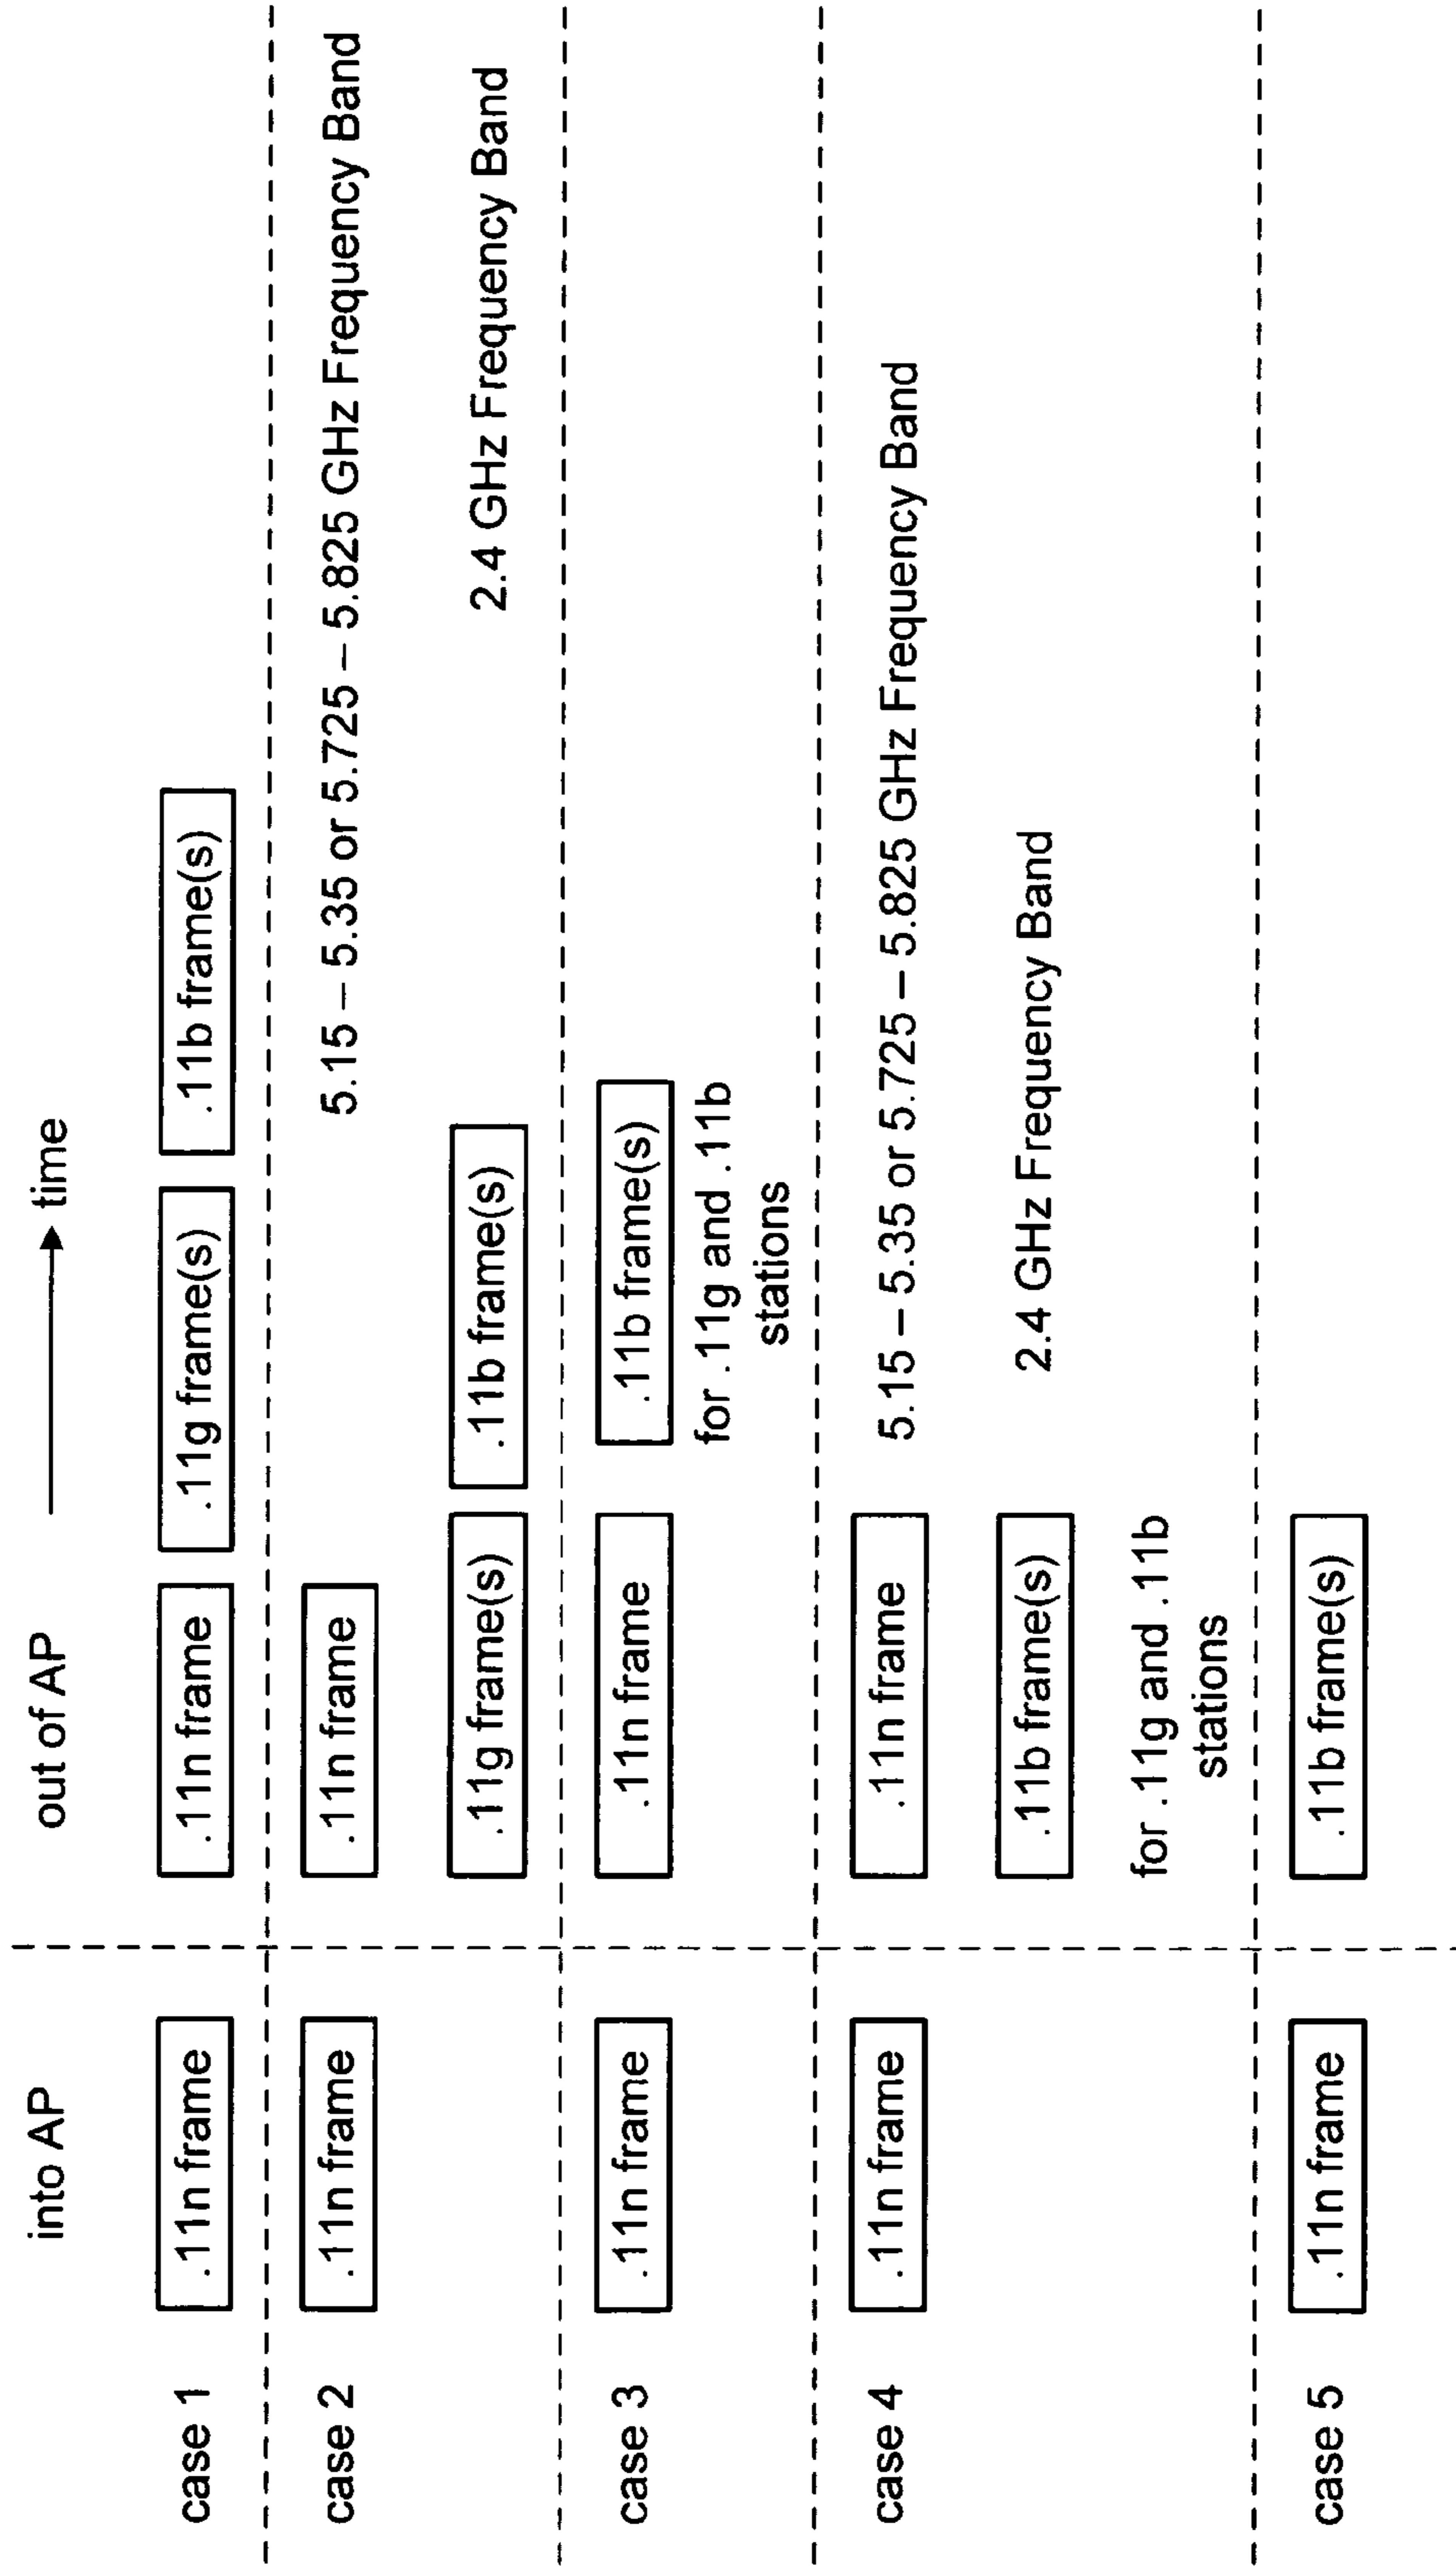 into AP
out of AP
time
case 1
.11n frame
.11n frame
.11g frame(s)
.11b frame(s)
case 2
.11n frame
.11n frame
5.15 – 5.35 or 5.725 – 5.825 GHz Frequency Band
.11g frame(s)
.11b frame(s)
2.4 GHz Frequency Band
case 3
.11n frame
.11n frame
.11b frame(s)
for .11g and .11b
stations
case 4
.11n frame
.11n frame
5.15 – 5.35 or 5.725 – 5.825 GHz Frequency Band
.11b frame(s)
2.4 GHz Frequency Band
for .11g and .11b
stations
case 5
.11n frame
.11b frame(s)